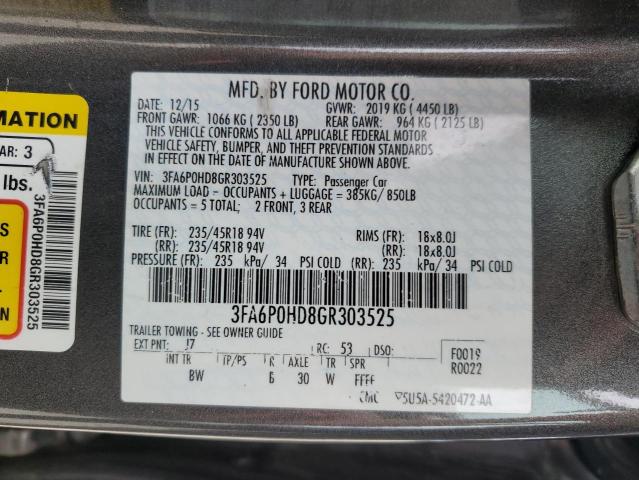 MFD. BY FORD MOTOR CO.
DATE: 12/15 GVWR: 2019 KG ( 4450 LB)
FRONT GAWR: 1066 KG ( 2350 LB) REAR GAWR: 964 KG ( 2125 LB)
THIS VEHICLE CONFORMS TO ALL APPLICABLE FEDERAL MOTOR
VEHICLE SAFETY, BUMPER, AND THEFT PREVENTION STANDARDS
IN EFFECT ON THE DATE OF MANUFACTURE SHOWN ABOVE.
VIN: 3FA6P0HD8GR303525 TYPE: Passenger Car
MAXIMUM LOAD - OCCUPANTS + LUGGAGE = 385KG/ 850LB
OCCUPANTS = 5 TOTAL; 2 FRONT, 3 REAR
TIRE (FR): 235/45R18 94V RIMS (FR): 18x8.0J
(RR): 235/45R18 94V (RR): 18x8.0J
PRESSURE (FR): 235 kPa/ 34 PSI COLD (RR): 235 kPa/ 34 PSI COLD
3FA6P0HD8GR303525
TRAILER TOWING - SEE OWNER GUIDE
EXT PNT: J7 RC: 53 DSO: F0019
R0022
INT TR TP/PS R AXLE TR SPR
BW 6 30 W FFFF
5U5A-5420472-AA
MATION
AR: 3
lbs.
3FA6P0HD8GR303525
S
R